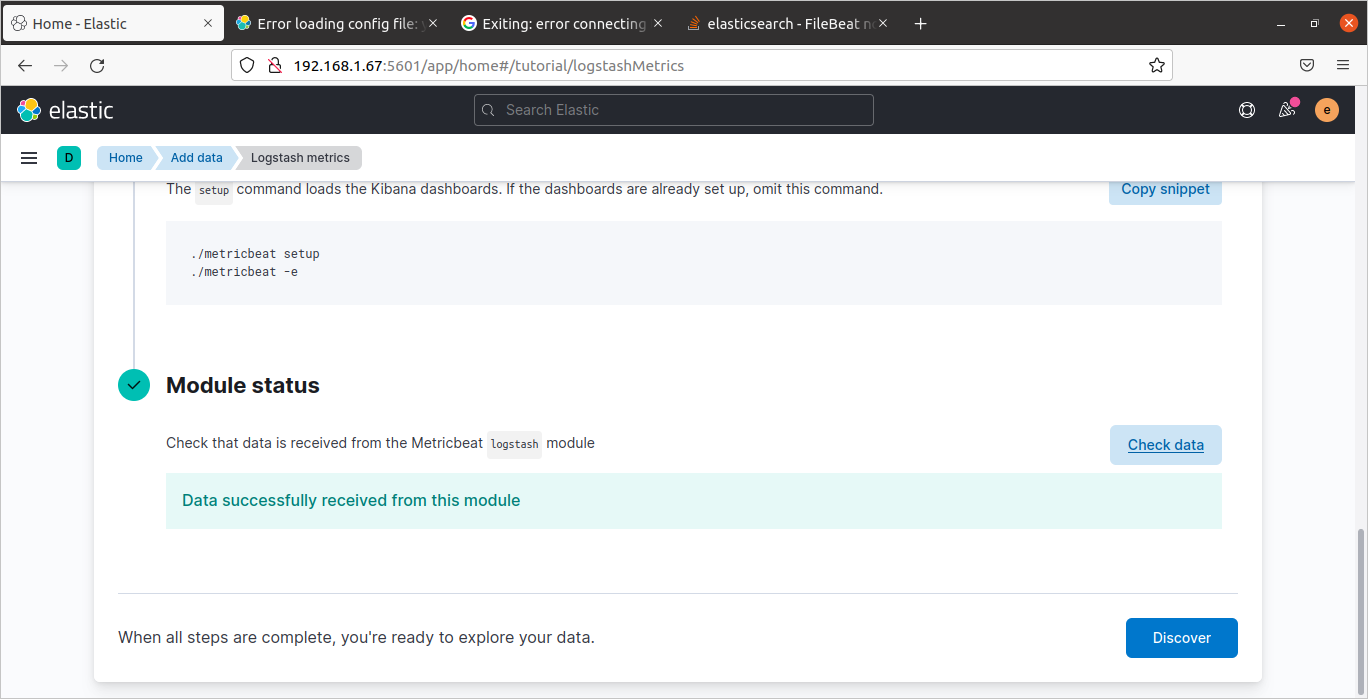 Home - Elastic
Error loading config file:
Exiting: error connecting
elasticsearch - FileBeat
192.168.1.67:5601/app/home#/tutorial/logstashMetrics
elastic
Search Elastic
e
D
Home
Add data
Logstash metrics
The setup command loads the Kibana dashboards. If the dashboards are already set up, omit this command.
Copy snippet
./metricbeat setup
./metricbeat -e
Module status
Check that data is received from the Metricbeat logstash module
Check data
Data successfully received from this module
When all steps are complete, you're ready to explore your data.
Discover